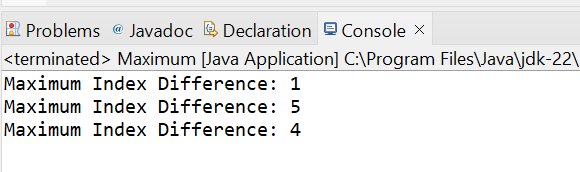 Problems Javadoc Declaration Console
<terminated> Maximum [Java Application] C:\Program Files\Java\jdk-22\
Maximum Index Difference: 1
Maximum Index Difference: 5
Maximum Index Difference: 4